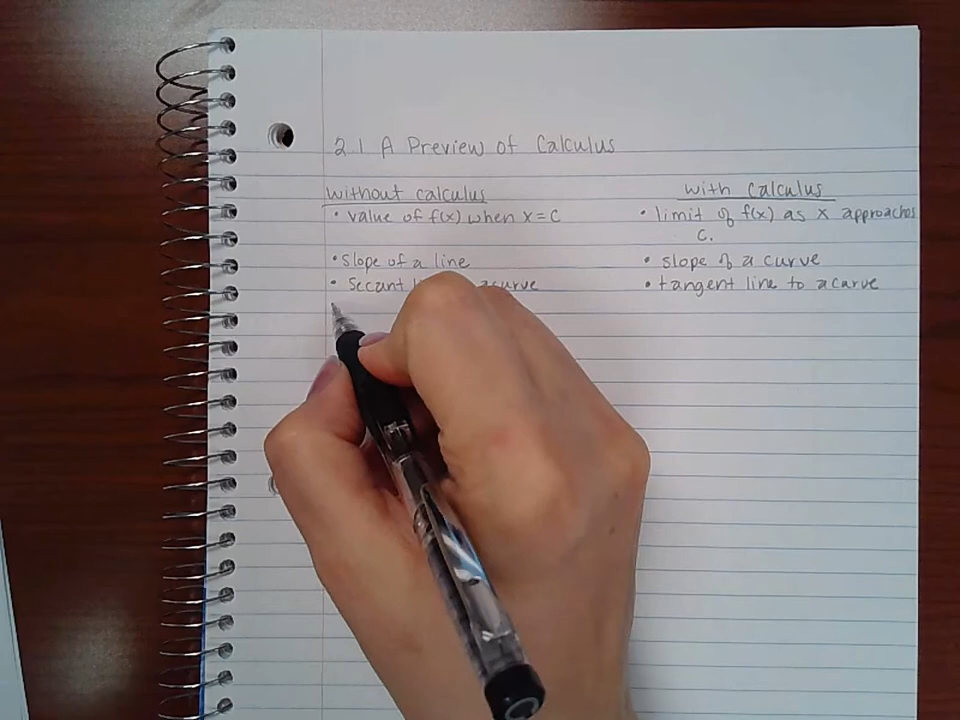 2.1 A Preview of Calculus
without calculus
with calculus
• value of f(x) when x = c
• limit of f(x) as x approaches
c.
• slope of a line
• slope of a curve
• secant l acurve
• tangent line to a curve